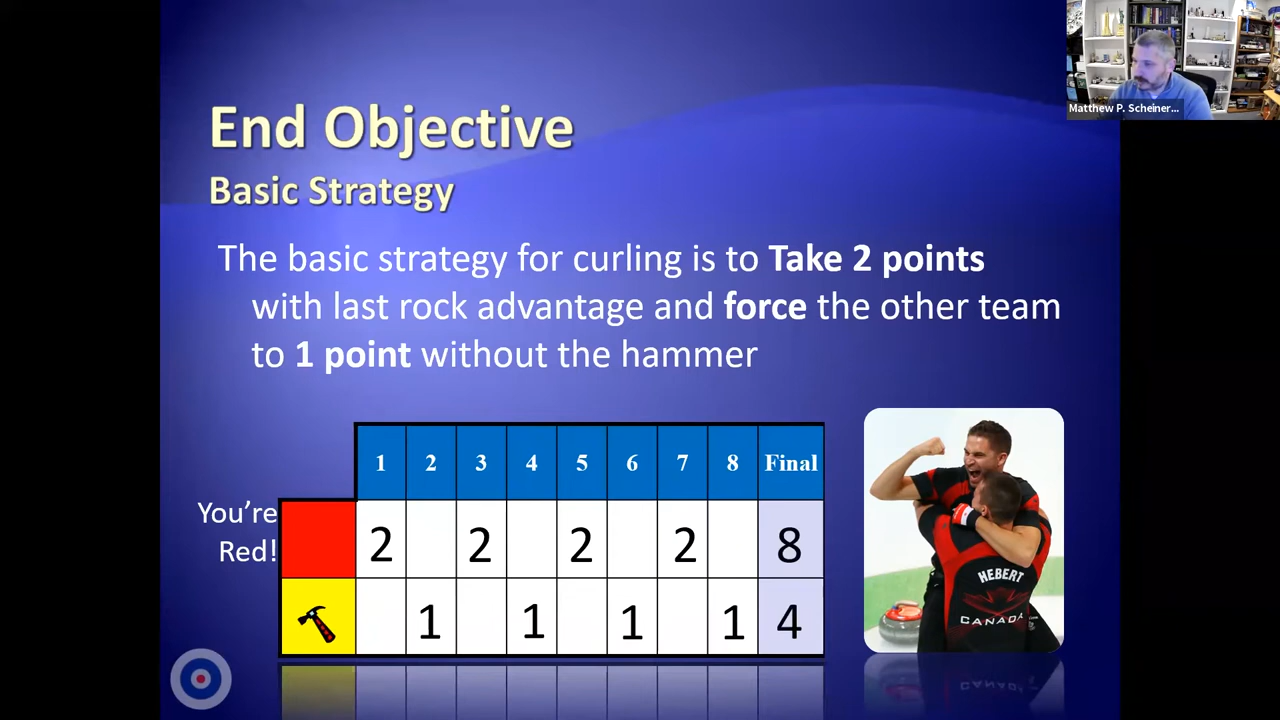 Matthew P. Scheiner...
End Objective
Basic Strategy
The basic strategy for curling is to Take 2 points
with last rock advantage and force the other team
to 1 point without the hammer
1 2 3 4 5 6 7 8 Final
You're
Red!
2 2 2 2 8
1 1 1 1 4
HEBERT
CANADA